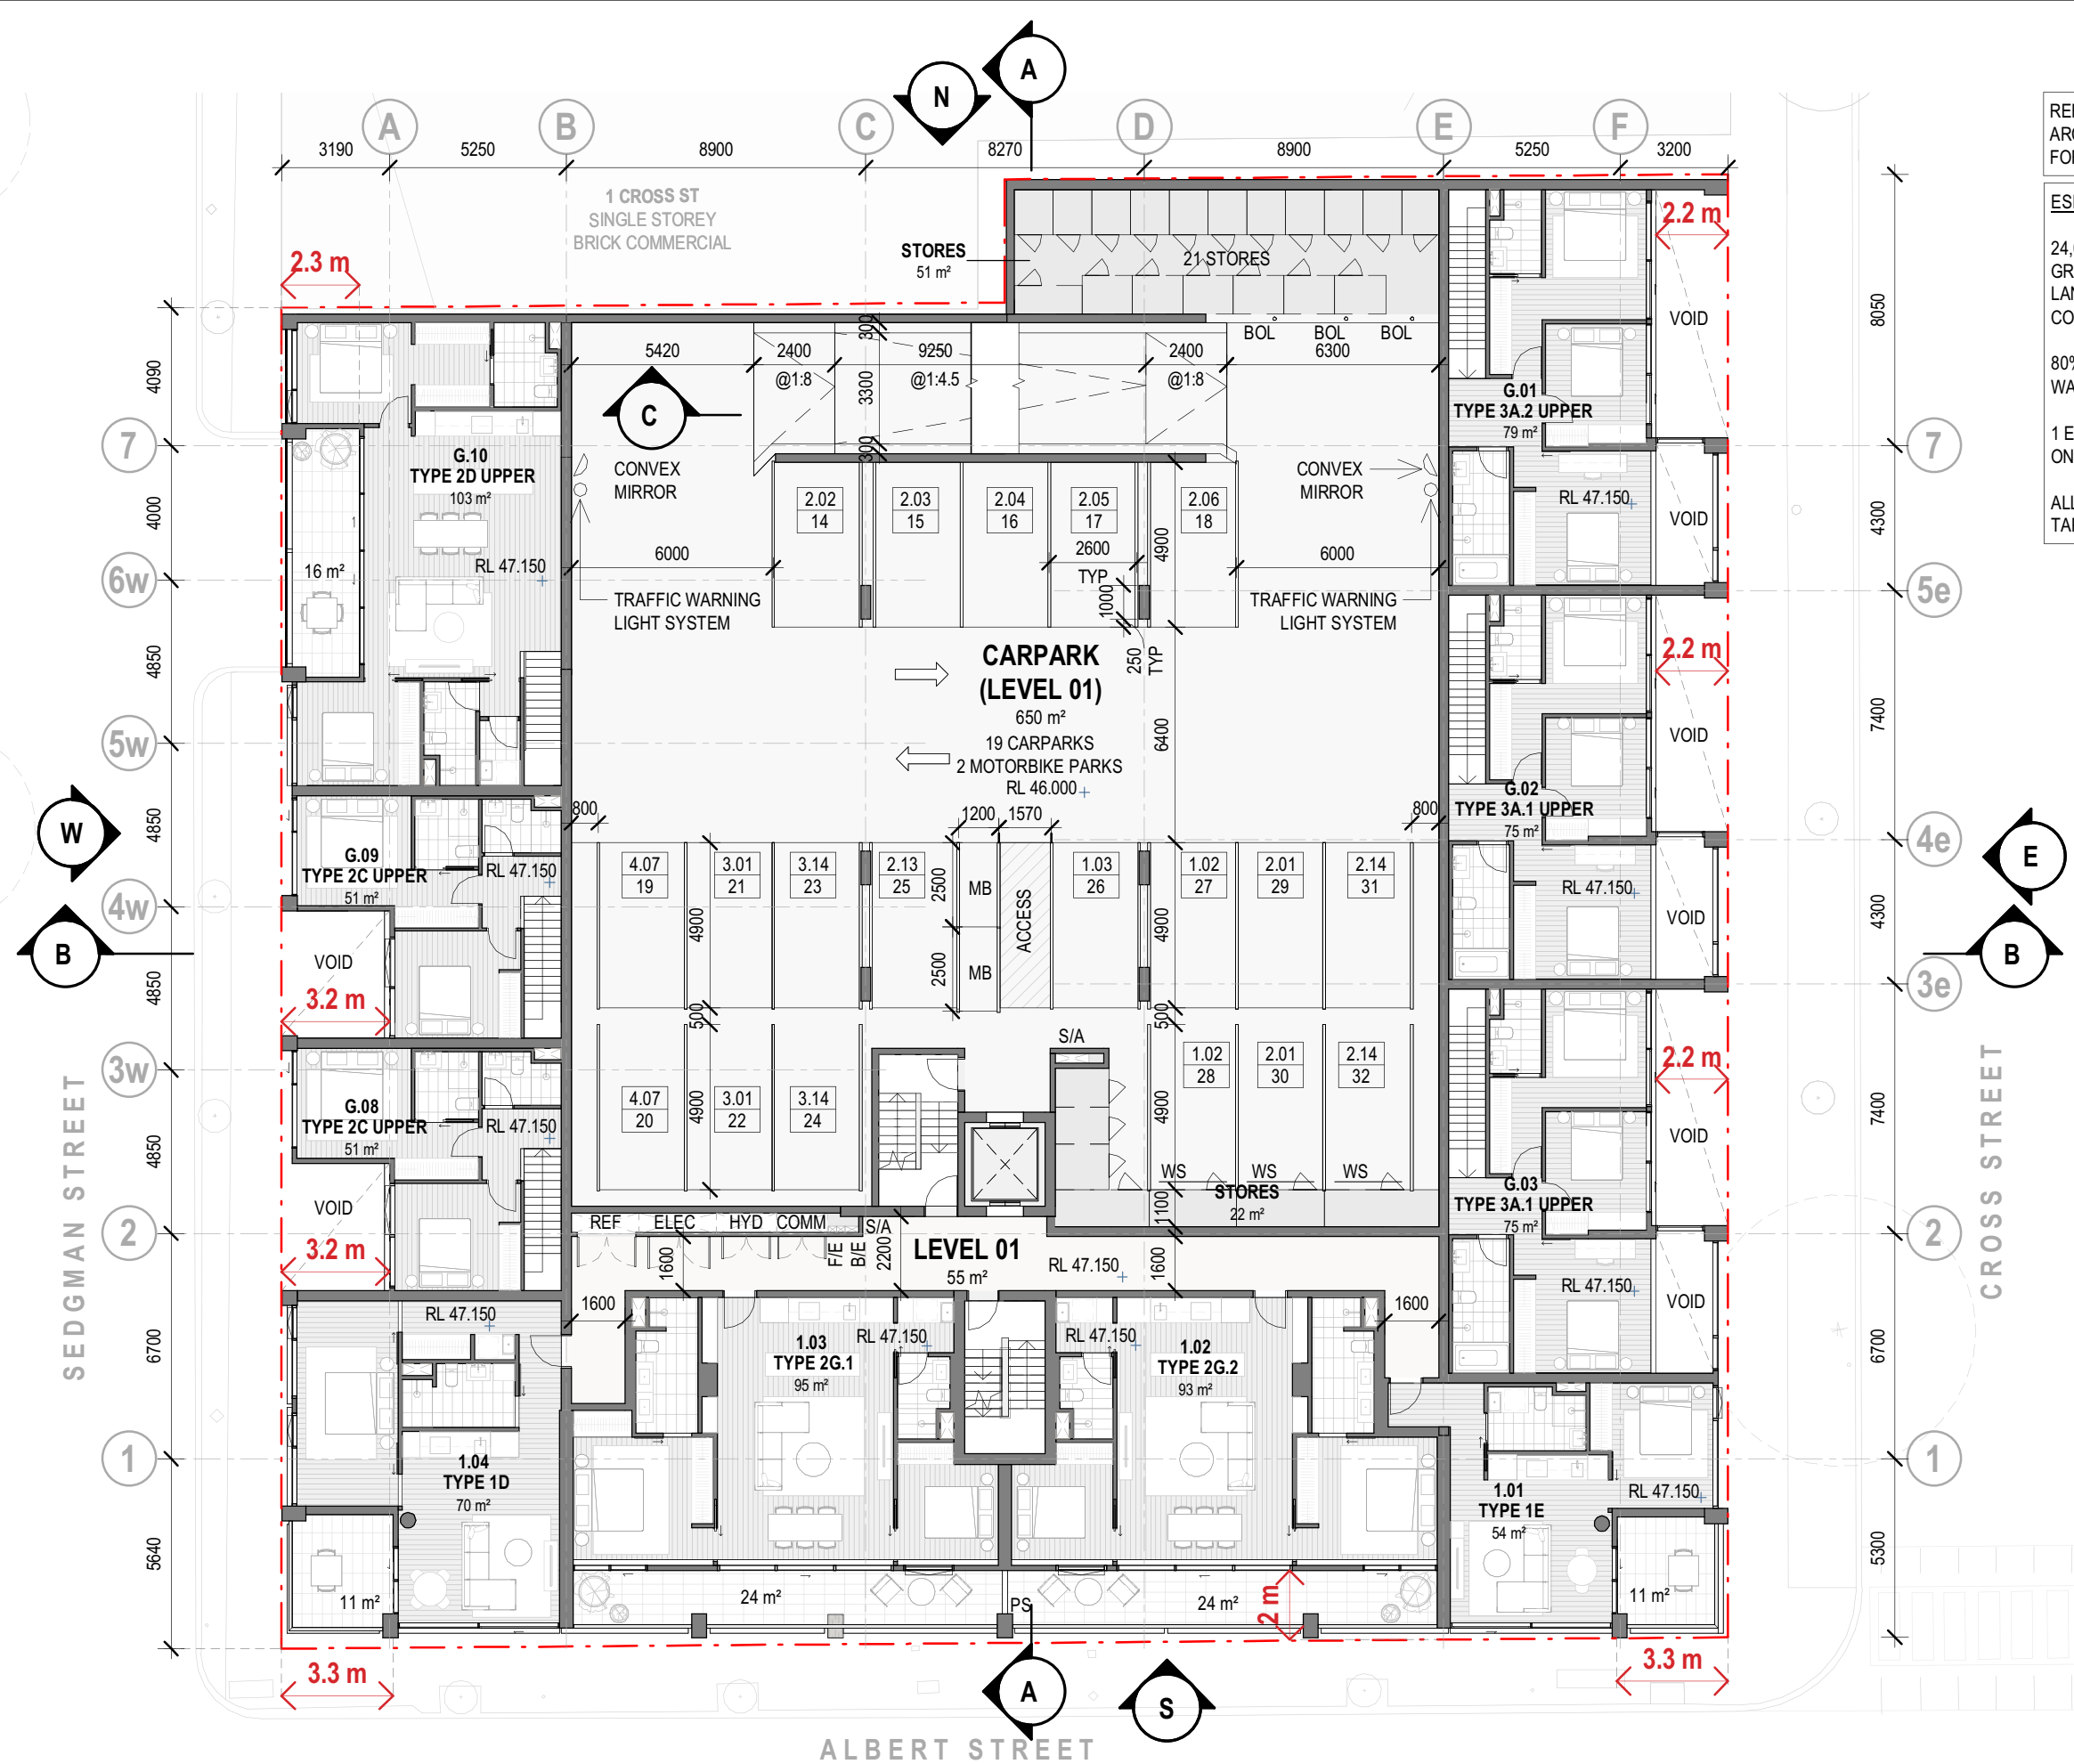 A
N
A
B
C
D
E
F
3190
5250
8900
8270
8900
5250
3200
1 CROSS ST
SINGLE STOREY
BRICK COMMERCIAL
STORES
51 m²
21 STORES
2.3 m
2.2 m
VOID
BOL
BOL
BOL
5420
2400
@1:8
9250
@1:4.5
2400
@1:8
6300
300
3300
300
C
4090
8050
G.01
TYPE 3A.2 UPPER
79 m²
7
7
G.10
TYPE 2D UPPER
103 m²
CONVEX
MIRROR
CONVEX
MIRROR
2.02
14
2.03
15
2.04
16
2.05
17
2.06
18
RL 47.150
VOID
4000
4300
6000
2600
TYP
4900
6000
16 m²
RL 47.150
6w
5e
1000
TRAFFIC WARNING
LIGHT SYSTEM
TRAFFIC WARNING
LIGHT SYSTEM
250
TYP
CARPARK
(LEVEL 01)
650 m²
19 CARPARKS
2 MOTORBIKE PARKS
RL 46.000
6400
4850
2.2 m
VOID
7400
5w
G.02
TYPE 3A.1 UPPER
75 m²
800
1200
1570
800
W
4850
G.09
TYPE 2C UPPER
51 m²
RL 47.150
4.07
19
3.01
21
3.14
23
2.13
25
MB
MB
2500
2500
ACCESS
1.03
26
1.02
27
2.01
29
2.14
31
4900
4900
4e
E
RL 47.150
VOID
4300
4w
B
B
VOID
3.2 m
4850
3e
500
500
S/A
3w
G.08
TYPE 2C UPPER
51 m²
RL 47.150
4.07
20
3.01
22
3.14
24
4900
4900
1.02
28
2.01
30
2.14
32
2.2 m
VOID
7400
4850
WS
WS
WS
STORES
22 m²
1100
G.03
TYPE 3A.1 UPPER
75 m²
VOID
3.2 m
2
2
REF
ELEC
HYD
COMM
S/A
F/E
B/E
2200
1600
LEVEL 01
55 m²
RL 47.150
1600
RL 47.150
VOID
SEDGMAN STREET
CROSS STREET
RL 47.150
1600
1600
1.03
TYPE 2G.1
95 m²
RL 47.150
RL 47.150
1.02
TYPE 2G.2
93 m²
6700
6700
1
1
1.04
TYPE 1D
70 m²
1.01
TYPE 1E
54 m²
RL 47.150
5640
5300
11 m²
24 m²
PS
24 m²
2 m
11 m²
3.3 m
3.3 m
A
S
ALBERT STREET
ALL
1 E
80%
24,